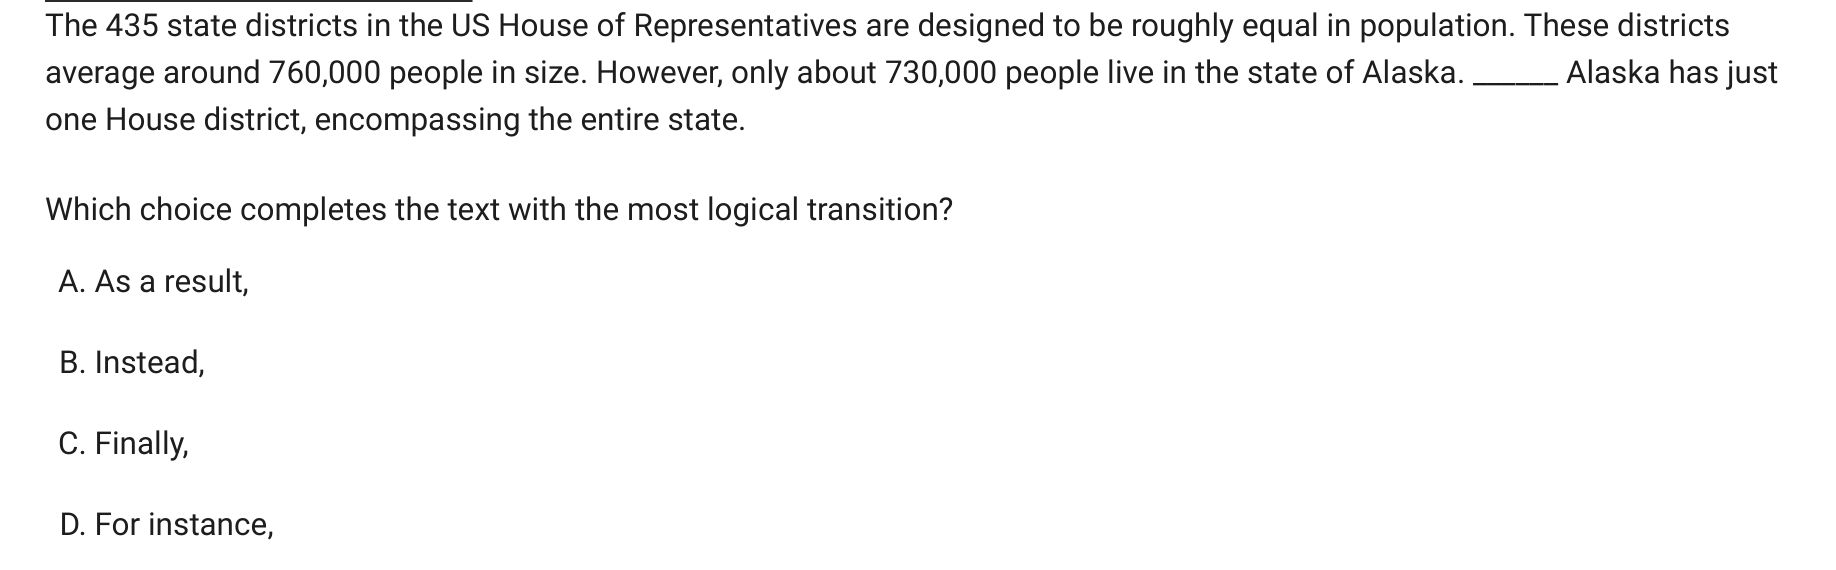 The 435 state districts in the US House of Representatives are designed to be roughly equal in population. These districts
average around 760,000 people in size. However, only about 730,000 people live in the state of Alaska. ______ Alaska has just
one House district, encompassing the entire state.
Which choice completes the text with the most logical transition?
A. As a result,
B. Instead,
C. Finally,
D. For instance,